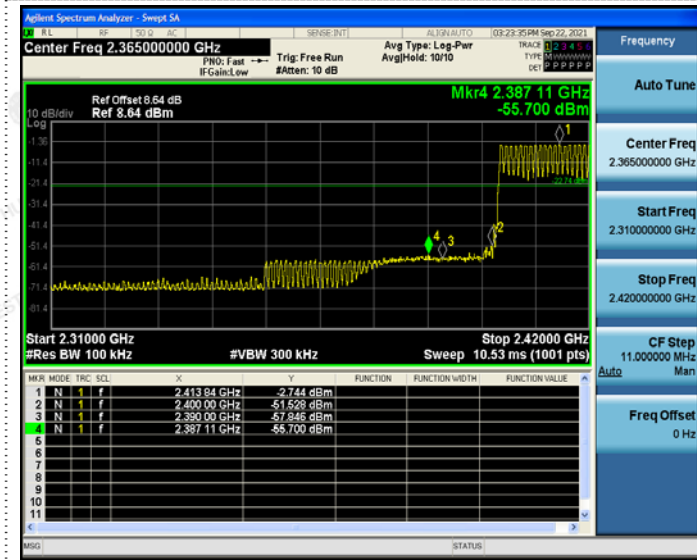 Agilent Spectrum Analyzer - Swept SA
RL RF 50 Ω AC SENSE:INT ALIGN AUTO 03:23:35 PM Sep 22, 2021
Center Freq 2.365000000 GHz
PNO: Fast
IFGain:Low
Trig: Free Run
#Atten: 10 dB
Avg Type: Log-Pwr
Avg|Hold: 10/10
TRACE 1 2 3 4 5 6
TYPE M
DET P P P P P P
Mkr4 2.387 11 GHz
-55.700 dBm
Ref Offset 8.64 dB
10 dB/div Ref 8.64 dBm
Log
-1.36
-11.4
-21.4
-31.4
-41.4
-51.4
-61.4
-71.4
-81.4
1
-22.74 dBm
2
4
3
Start 2.31000 GHz Stop 2.42000 GHz
#Res BW 100 kHz #VBW 300 kHz Sweep 10.53 ms (1001 pts)
MKR MODE TRC SCL X Y FUNCTION FUNCTION WIDTH FUNCTION VALUE
1 N 1 f 2.413 84 GHz -2.744 dBm
2 N 1 f 2.400 00 GHz -51.528 dBm
3 N 1 f 2.390 00 GHz -57.846 dBm
4 N 1 f 2.387 11 GHz -55.700 dBm
5
6
7
8
9
10
11
MSG STATUS
Frequency
Auto Tune
Center Freq
2.365000000 GHz
Start Freq
2.310000000 GHz
Stop Freq
2.420000000 GHz
CF Step
11.000000 MHz
Auto Man
Freq Offset
0 Hz